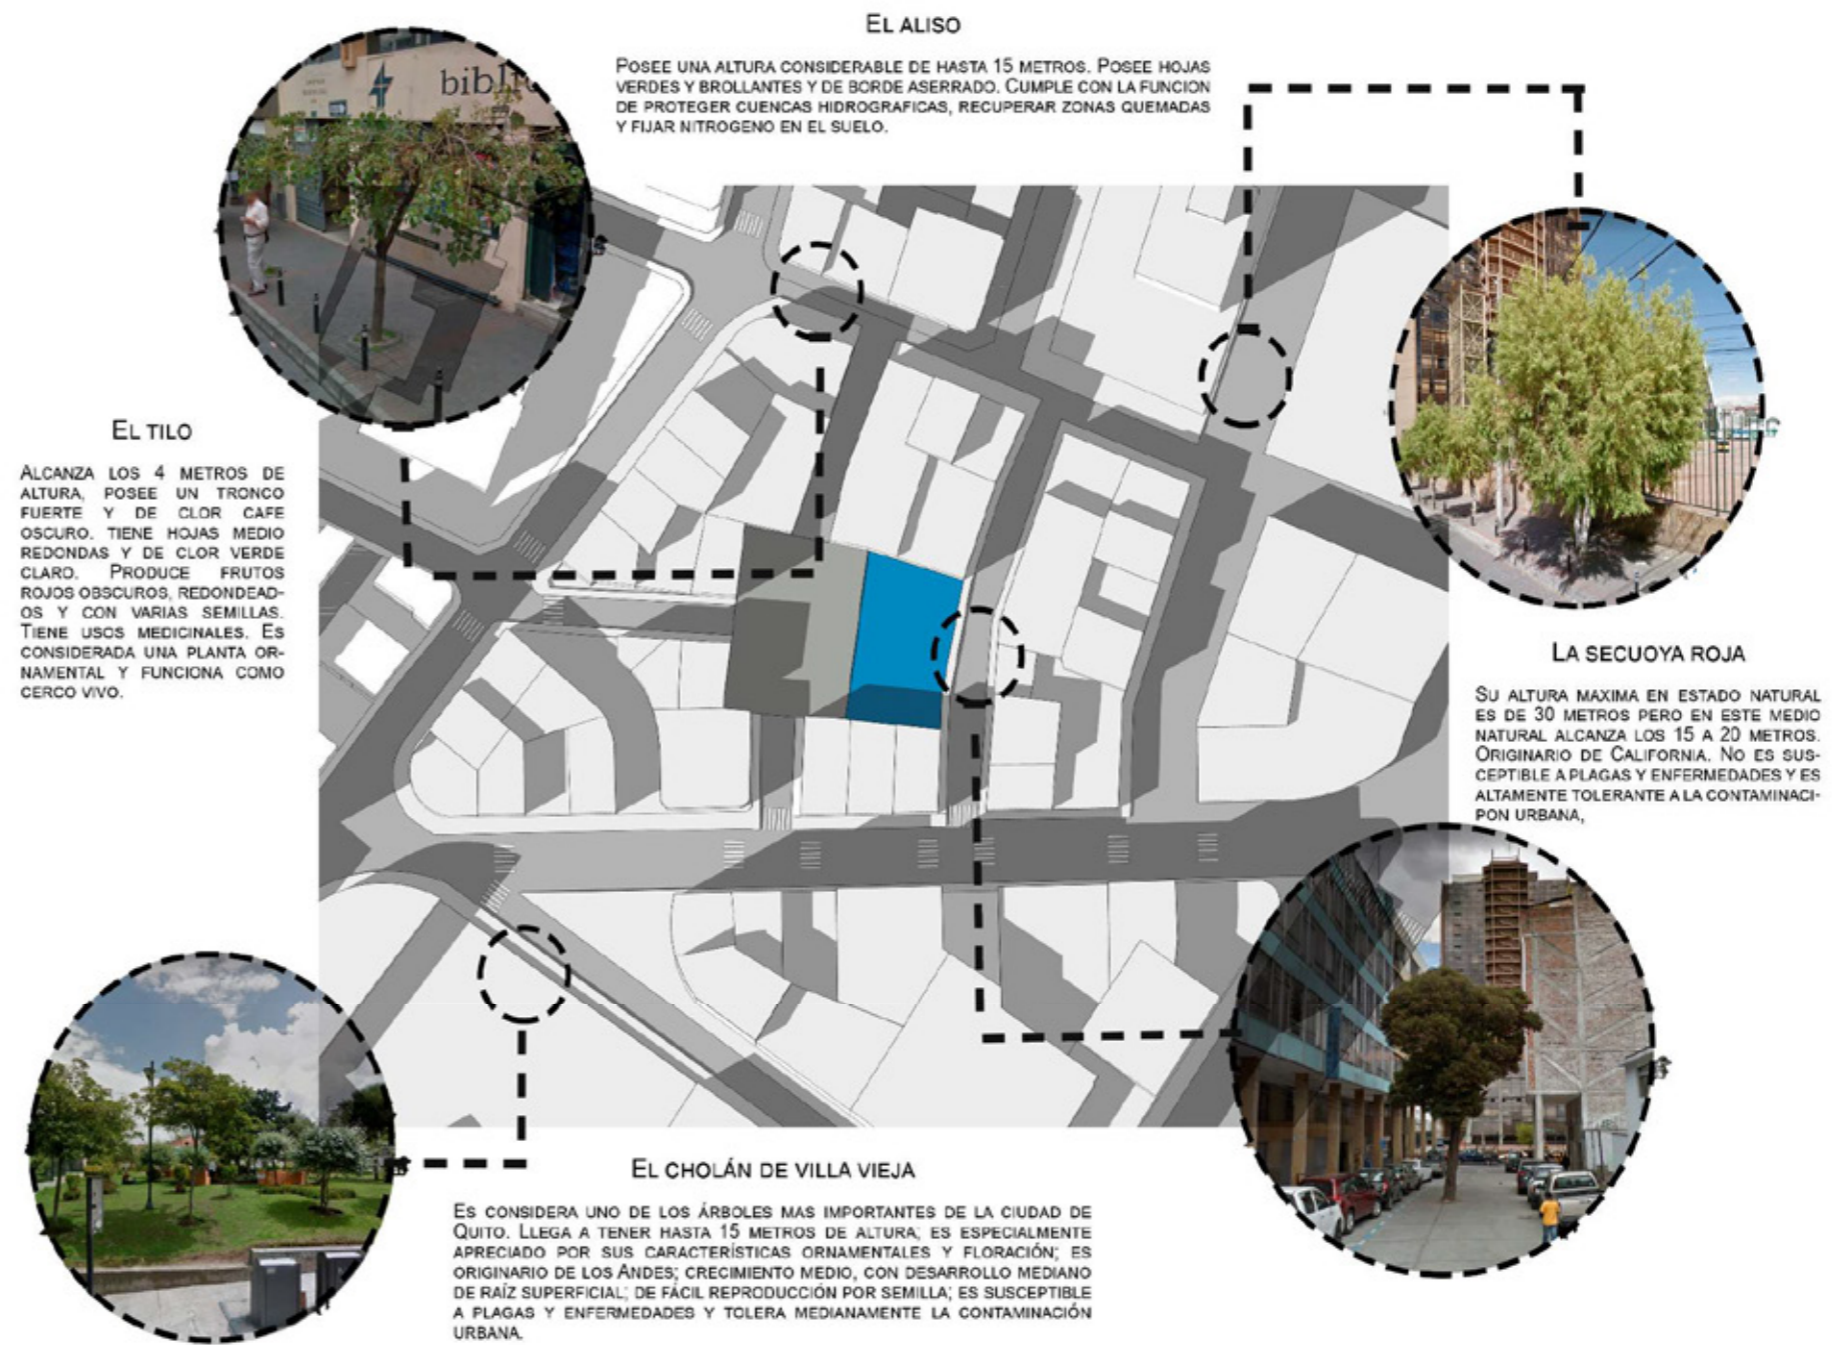 EL ALISO
POSEE UNA ALTURA CONSIDERABLE DE HASTA 15 METROS. POSEE HOJAS
VERDES Y BROLLANTES Y DE BORDE ASERRADO. CUMPLE CON LA FUNCION
DE PROTEGER CUENCAS HIDROGRAFICAS, RECUPERAR ZONAS QUEMADAS
Y FIJAR NITROGENO EN EL SUELO.
EL TILO
ALCANZA LOS 4 METROS DE
ALTURA, POSEE UN TRONCO
FUERTE Y DE CLOR CAFE
OSCURO. TIENE HOJAS MEDIO
REDONDAS Y DE CLOR VERDE
CLARO. PRODUCE FRUTOS
ROJOS OBSCUROS, REDONDEAD-
OS Y CON VARIAS SEMILLAS.
TIENE USOS MEDICINALES. ES
CONSIDERADA UNA PLANTA OR-
NAMENTAL Y FUNCIONA COMO
CERCO VIVO.
LA SECUOYA ROJA
SU ALTURA MAXIMA EN ESTADO NATURAL
ES DE 30 METROS PERO EN ESTE MEDIO
NATURAL ALCANZA LOS 15 A 20 METROS.
ORIGINARIO DE CALIFORNIA. NO ES SUS-
CEPTIBLE A PLAGAS Y ENFERMEDADES Y ES
ALTAMENTE TOLERANTE A LA CONTAMINACI-
PON URBANA,
EL CHOLÁN DE VILLA VIEJA
ES CONSIDERA UNO DE LOS ÁRBOLES MAS IMPORTANTES DE LA CIUDAD DE
QUITO. LLEGA A TENER HASTA 15 METROS DE ALTURA; ES ESPECIALMENTE
APRECIADO POR SUS CARACTERÍSTICAS ORNAMENTALES Y FLORACIÓN; ES
ORIGINARIO DE LOS ANDES; CRECIMIENTO MEDIO, CON DESARROLLO MEDIANO
DE RAÍZ SUPERFICIAL; DE FÁCIL REPRODUCCIÓN POR SEMILLA; ES SUSCEPTIBLE
A PLAGAS Y ENFERMEDADES Y TOLERA MEDIANAMENTE LA CONTAMINACIÓN
URBANA.